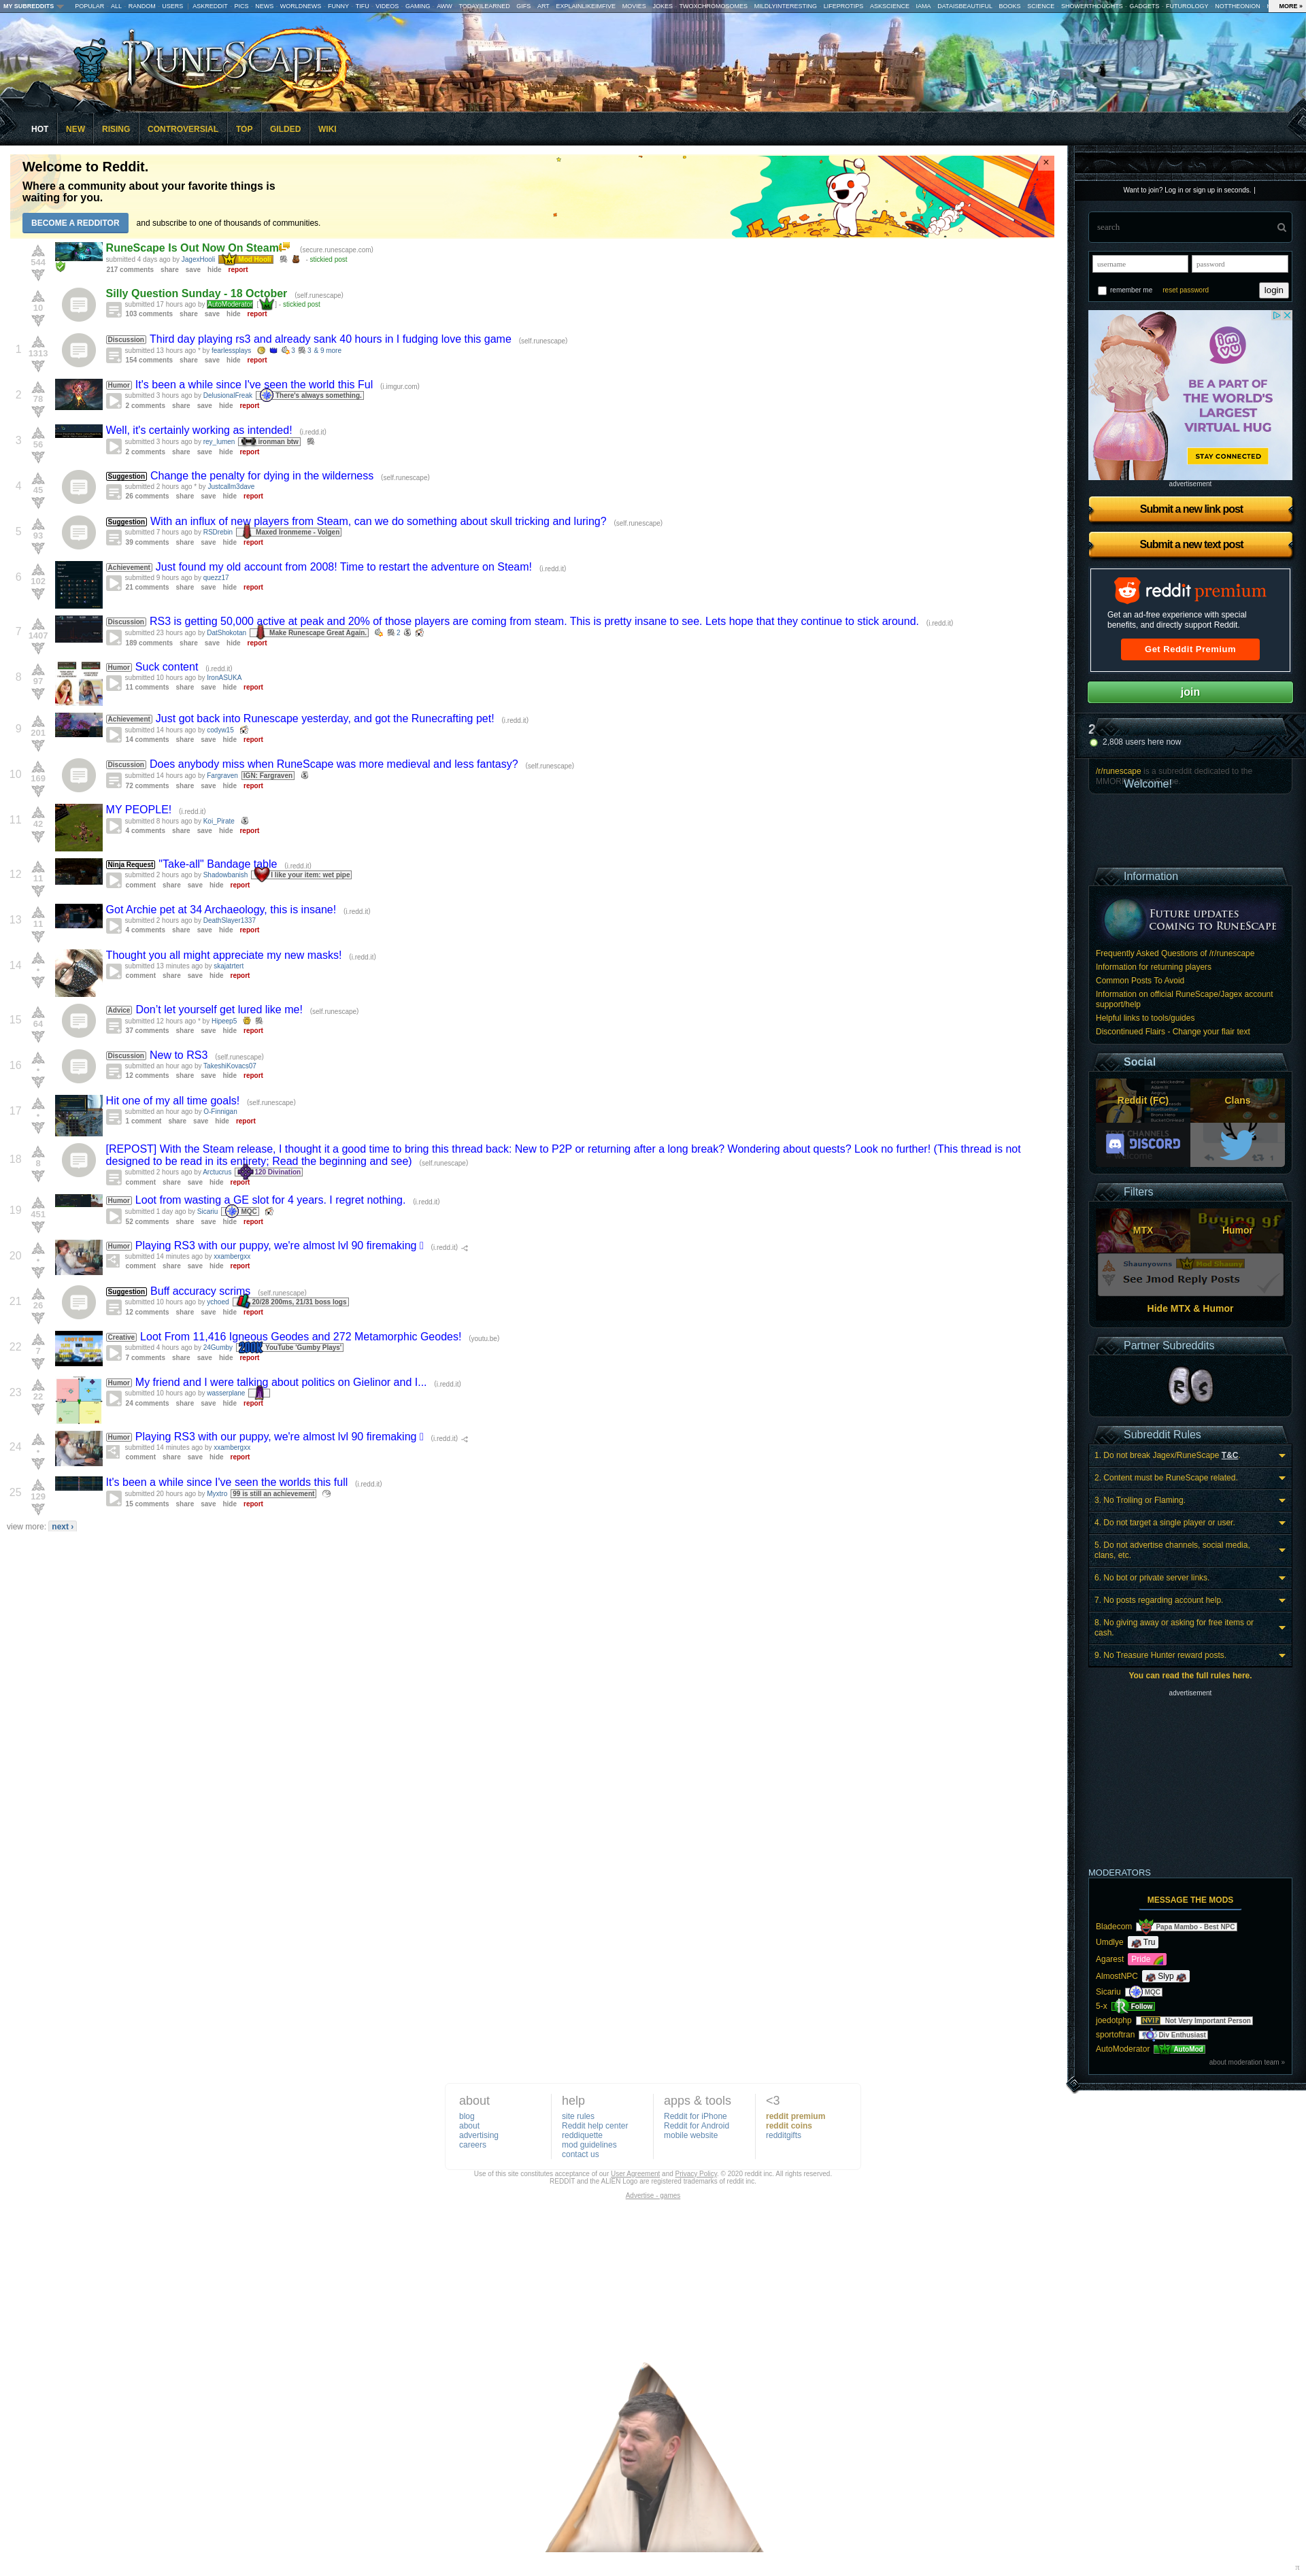 MY SUBREDDITS POPULAR ALL RANDOM USERS | ASKREDDIT PICS NEWS WORLDNEWS FUNNY TIFU VIDEOS GAMING AWW TODAYILEARNED GIFS ART EXPLAINLIKEIMFIVE MOVIES JOKES TWOXCHROMOSOMES MILDLYINTERESTING LIFEPROTIPS ASKSCIENCE IAMA DATAISBEAUTIFUL BOOKS SCIENCE SHOWERTHOUGHTS GADGETS FUTUROLOGY NOTTHEONION MORE »
RUNESCAPE
HOT NEW RISING CONTROVERSIAL TOP GILDED WIKI
Welcome to Reddit.
Where a community about your favorite things is
waiting for you.
BECOME A REDDITOR and subscribe to one of thousands of communities.
×
544
RuneScape Is Out Now On Steam! (secure.runescape.com)
submitted 4 days ago by JagexHooli Mod Hooli - stickied post
217 comments share save hide report
10
Silly Question Sunday - 18 October (self.runescape)
submitted 17 hours ago by AutoModerator [ ] - stickied post
103 comments share save hide report
1 1313
Discussion Third day playing rs3 and already sank 40 hours in I fudging love this game (self.runescape)
submitted 13 hours ago * by fearlessplays 3 3 & 9 more
154 comments share save hide report
2 78
Humor It's been a while since I've seen the world this Ful (i.imgur.com)
submitted 3 hours ago by DelusionalFreak There's always something.
2 comments share save hide report
3 56
Well, it's certainly working as intended! (i.redd.it)
submitted 3 hours ago by rey_lumen ironman btw
2 comments share save hide report
4 45
Suggestion Change the penalty for dying in the wilderness (self.runescape)
submitted 2 hours ago * by Justcallm3dave
26 comments share save hide report
5 93
Suggestion With an influx of new players from Steam, can we do something about skull tricking and luring? (self.runescape)
submitted 7 hours ago by RSDrebin Maxed Ironmeme - Volgen
39 comments share save hide report
6 102
Achievement Just found my old account from 2008! Time to restart the adventure on Steam! (i.redd.it)
submitted 9 hours ago by quezz17
21 comments share save hide report
7 1407
Discussion RS3 is getting 50,000 active at peak and 20% of those players are coming from steam. This is pretty insane to see. Lets hope that they continue to stick around. (i.redd.it)
submitted 23 hours ago by DatShokotan Make Runescape Great Again. 2
189 comments share save hide report
8 97
Humor Suck content (i.redd.it)
submitted 10 hours ago by IronASUKA
11 comments share save hide report
9 201
Achievement Just got back into Runescape yesterday, and got the Runecrafting pet! (i.redd.it)
submitted 14 hours ago by codyw15
14 comments share save hide report
10 169
Discussion Does anybody miss when RuneScape was more medieval and less fantasy? (self.runescape)
submitted 14 hours ago by Fargraven IGN: Fargraven
72 comments share save hide report
11 42
MY PEOPLE! (i.redd.it)
submitted 8 hours ago by Koi_Pirate
4 comments share save hide report
12 11
Ninja Request "Take-all" Bandage table (i.redd.it)
submitted 2 hours ago by Shadowbanish I like your item: wet pipe
comment share save hide report
13 11
Got Archie pet at 34 Archaeology, this is insane! (i.redd.it)
submitted 2 hours ago by DeathSlayer1337
4 comments share save hide report
14 •
Thought you all might appreciate my new masks! (i.redd.it)
submitted 13 minutes ago by skajatrtert
comment share save hide report
15 64
Advice Don't let yourself get lured like me! (self.runescape)
submitted 12 hours ago * by Hipeep5
37 comments share save hide report
16 •
Discussion New to RS3 (self.runescape)
submitted an hour ago by TakeshiKovacs07
12 comments share save hide report
17 •
Hit one of my all time goals! (self.runescape)
submitted an hour ago by O-Finnigan
1 comment share save hide report
18 8
[REPOST] With the Steam release, I thought it a good time to bring this thread back: New to P2P or returning after a long break? Wondering about quests? Look no further! (This thread is not
designed to be read in its entirety; Read the beginning and see) (self.runescape)
submitted 2 hours ago by Arctucrus 120 Divination
comment share save hide report
19 451
Humor Loot from wasting a GE slot for 4 years. I regret nothing. (i.redd.it)
submitted 1 day ago by Sicariu MQC
52 comments share save hide report
20 •
Humor Playing RS3 with our puppy, we're almost lvl 90 firemaking (i.redd.it)
submitted 14 minutes ago by xxambergxx
comment share save hide report
21 26
Suggestion Buff accuracy scrims (self.runescape)
submitted 10 hours ago by ychoed 20/28 200ms, 21/31 boss logs
12 comments share save hide report
22 7
Creative Loot From 11,416 Igneous Geodes and 272 Metamorphic Geodes! (youtu.be)
submitted 4 hours ago by 24Gumby 200K YouTube 'Gumby Plays'
7 comments share save hide report
23 22
Humor My friend and I were talking about politics on Gielinor and I... (i.redd.it)
submitted 10 hours ago by wasserplane
24 comments share save hide report
24 •
Humor Playing RS3 with our puppy, we're almost lvl 90 firemaking (i.redd.it)
submitted 14 minutes ago by xxambergxx
comment share save hide report
25 129
It's been a while since I've seen the worlds this full (i.redd.it)
submitted 20 hours ago by Myxtro 99 is still an achievement
15 comments share save hide report
view more: next ›
Want to join? Log in or sign up in seconds. |
search
username password
remember me reset password login
imvu
BE A PART OF
THE WORLD'S
LARGEST
VIRTUAL HUG
STAY CONNECTED
advertisement
Submit a new link post
Submit a new text post
reddit premium
Get an ad-free experience with special
benefits, and directly support Reddit.
Get Reddit Premium
join
2
2,808 users here now
/r/runescape is a subreddit dedicated to the
Welcome!
Information
FUTURE UPDATES
COMING TO RUNESCAPE
Frequently Asked Questions of /r/runescape
Information for returning players
Common Posts To Avoid
Information on official RuneScape/Jagex account
support/help
Helpful links to tools/guides
Discontinued Flairs - Change your flair text
Social
Reddit (FC) Clans
DISCORD
Filters
MTX Humor
Buying gf
Shaunyowns Mod Shauny
See Jmod Reply Posts
Hide MTX & Humor
Partner Subreddits
R S
Subreddit Rules
1. Do not break Jagex/RuneScape T&C.
2. Content must be RuneScape related.
3. No Trolling or Flaming.
4. Do not target a single player or user.
5. Do not advertise channels, social media,
clans, etc.
6. No bot or private server links.
7. No posts regarding account help.
8. No giving away or asking for free items or
cash.
9. No Treasure Hunter reward posts.
You can read the full rules here.
advertisement
MODERATORS
MESSAGE THE MODS
Bladecom Papa Mambo - Best NPC
Umdlye Tru
Agarest Pride
AlmostNPC Slyp
Sicariu MQC
5-x Follow
joedotphp NVIP Not Very Important Person
sportoftran Div Enthusiast
AutoModerator AutoMod
about moderation team »
about
blog
about
advertising
careers
help
site rules
Reddit help center
reddiquette
mod guidelines
contact us
apps & tools
Reddit for iPhone
Reddit for Android
mobile website
<3
reddit premium
reddit coins
redditgifts
Use of this site constitutes acceptance of our User Agreement and Privacy Policy. © 2020 reddit inc. All rights reserved.
REDDIT and the ALIEN Logo are registered trademarks of reddit inc.
Advertise - games
π